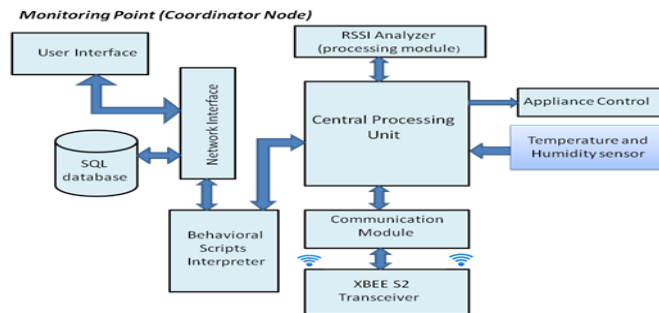 Monitoring Point (Coordinator Node)
User Interface
Network Interface
SQL
database
Behavioral
Scripts
Interpreter
RSSI Analyzer
(processing module)
Central Processing
Unit
Appliance Control
Temperature and
Humidity sensor
Communication
Module
XBEE S2
Transceiver